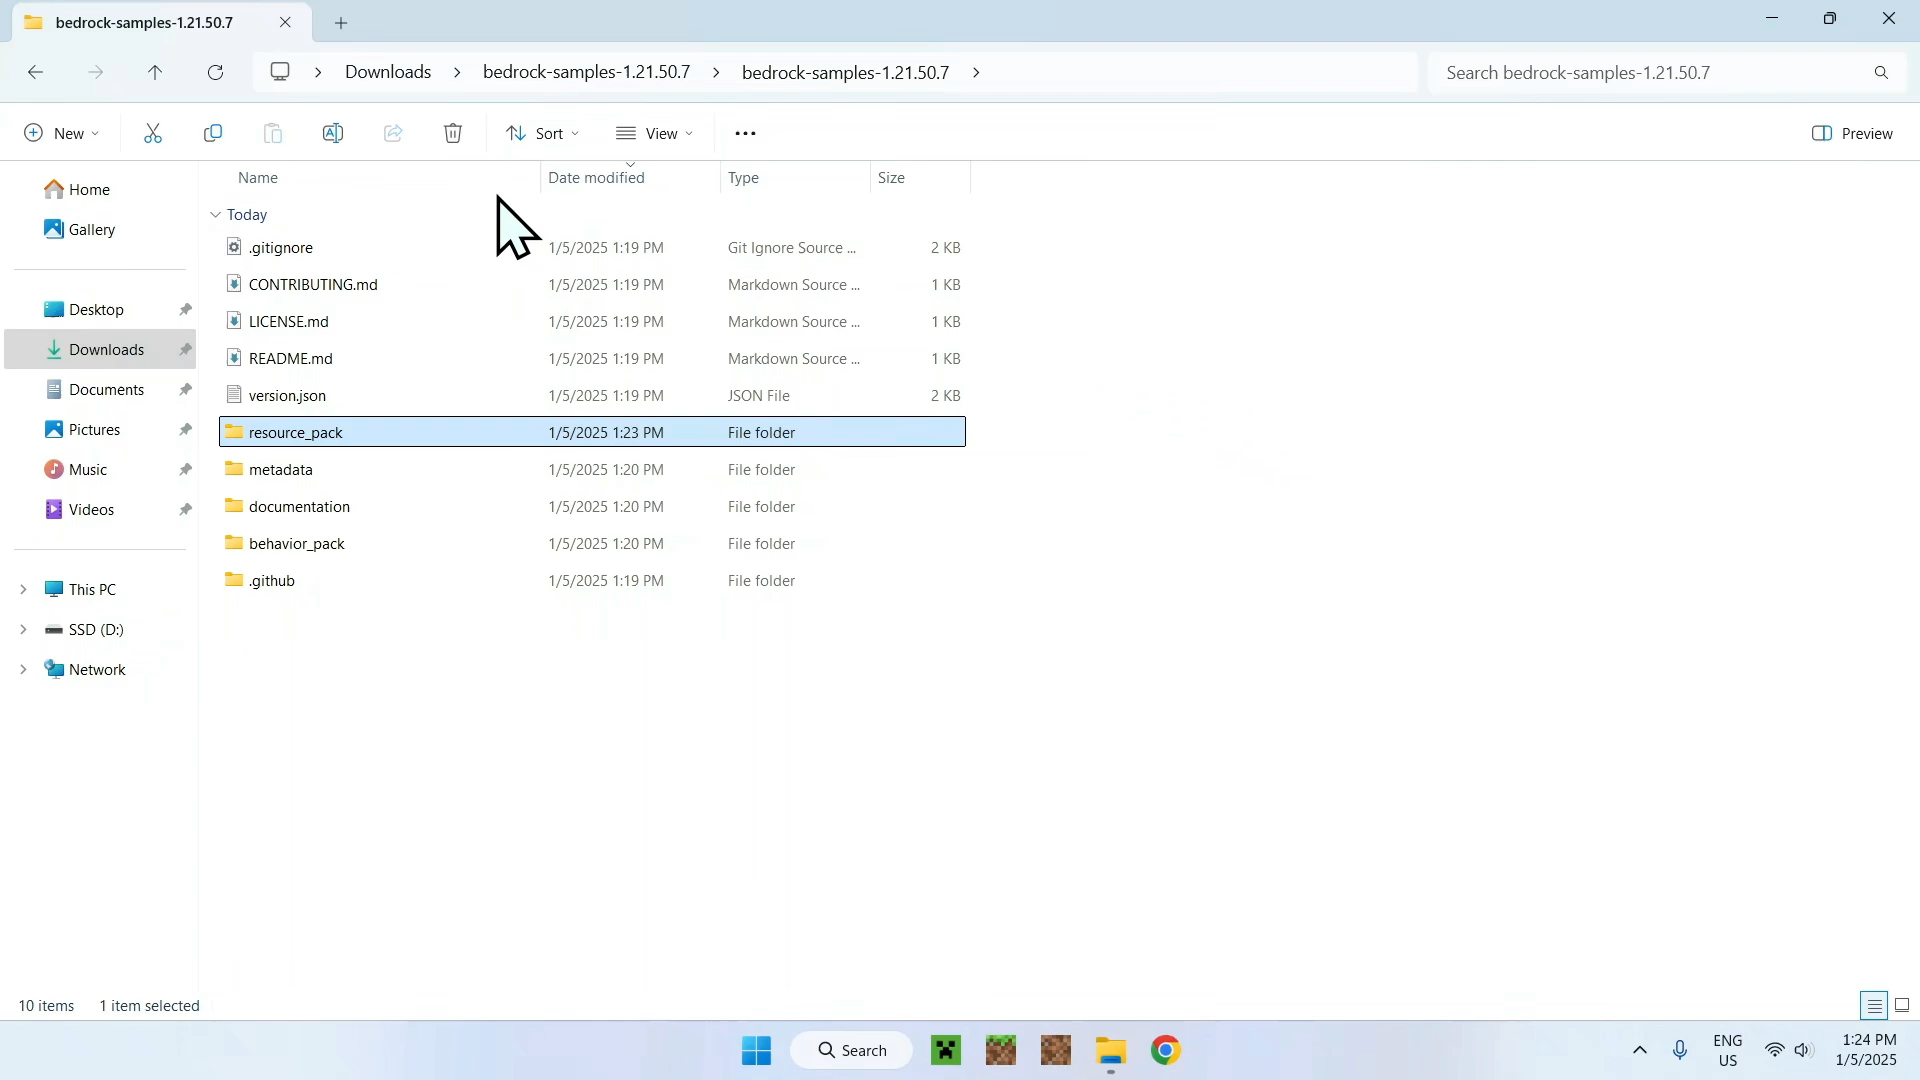 bedrock-samples-1.21.50.7
Downloads > bedrock-samples-1.21.50.7 > bedrock-samples-1.21.50.7 >
Search bedrock-samples-1.21.50.7
New
Sort
View
Preview
Name Date modified Type Size
Today
.gitignore 1/5/2025 1:19 PM Git Ignore Source ... 2 KB
CONTRIBUTING.md 1/5/2025 1:19 PM Markdown Source ... 1 KB
LICENSE.md 1/5/2025 1:19 PM Markdown Source ... 1 KB
README.md 1/5/2025 1:19 PM Markdown Source ... 1 KB
version.json 1/5/2025 1:19 PM JSON File 2 KB
resource_pack 1/5/2025 1:23 PM File folder
metadata 1/5/2025 1:20 PM File folder
documentation 1/5/2025 1:20 PM File folder
behavior_pack 1/5/2025 1:20 PM File folder
.github 1/5/2025 1:19 PM File folder
Home
Gallery
Desktop
Downloads
Documents
Pictures
Music
Videos
This PC
SSD (D:)
Network
10 items 1 item selected
Search
ENG
US
1:24 PM
1/5/2025